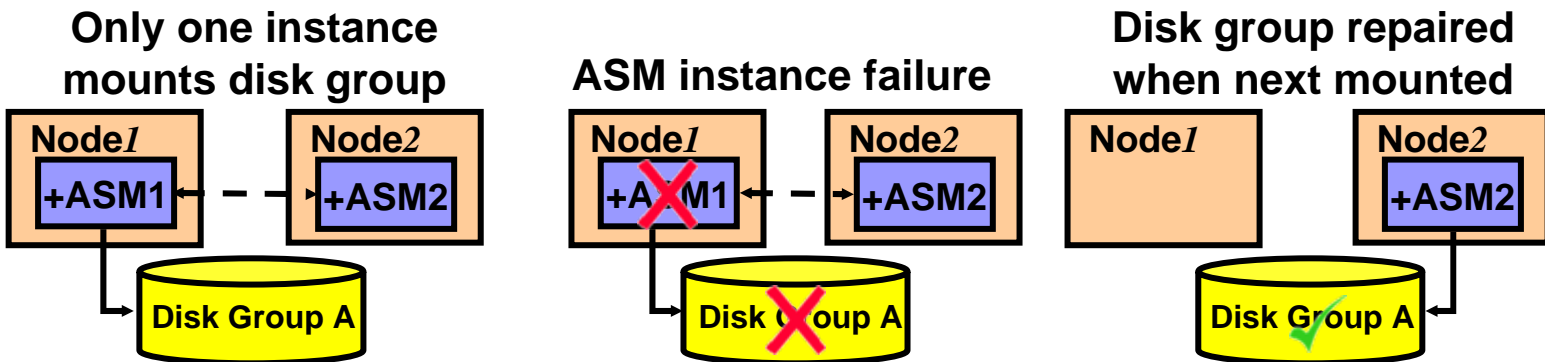 Only one instance
mounts disk group
Node1
+ASM1
Node2
+ASM2
Disk Group A
ASM instance failure
Node1
+ASM1
Node2
+ASM2
Disk Group A
Disk group repaired
when next mounted
Node1
Node2
+ASM2
Disk Group A